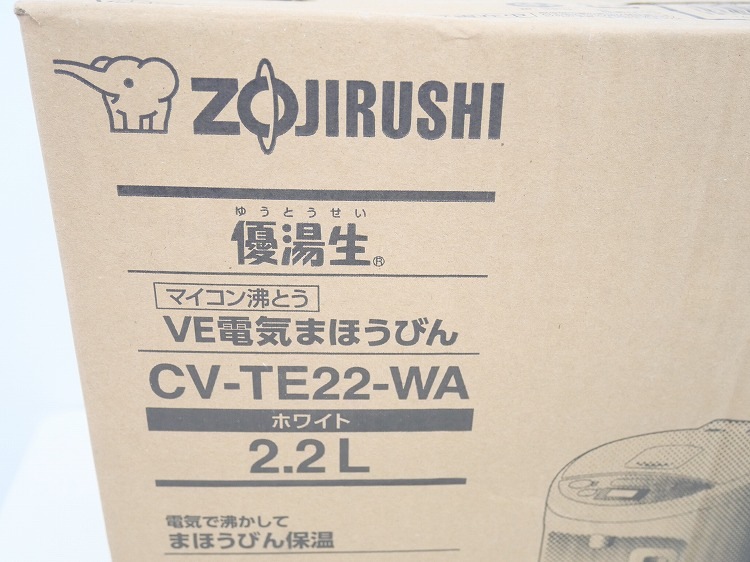 ZOJIRUSHI
ゆうとうせい
優湯生®
マイコン沸とう
VE電気まほうびん
CV-TE22-WA
ホワイト
2.2L
電気で沸かして
まほうびん保温